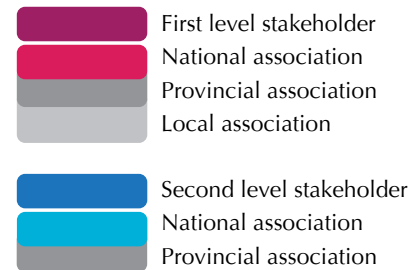 First level stakeholder
National association
Provincial association
Local association
Second level stakeholder
National association
Provincial association